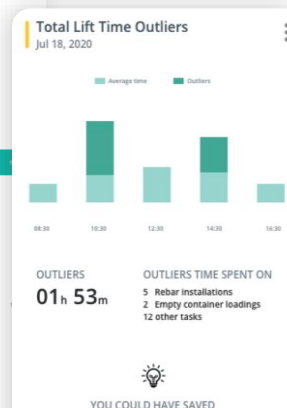 Total Lift Time Outliers
Jul 18, 2020
Average time Outliers
08:30 10:30 12:30 14:30 16:30
OUTLIERS
01h 53m
OUTLIERS TIME SPENT ON
5 Rebar installations
2 Empty container loadings
12 other tasks
YOU COULD HAVE SAVED